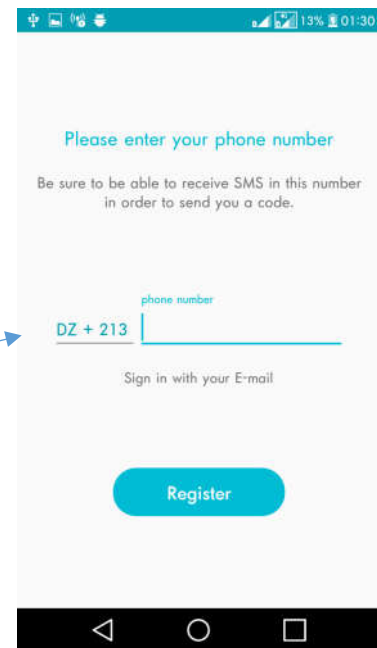 13% 01:30
Please enter your phone number
Be sure to be able to receive SMS in this number
in order to send you a code.
phone number
DZ + 213
Sign in with your E-mail
Register